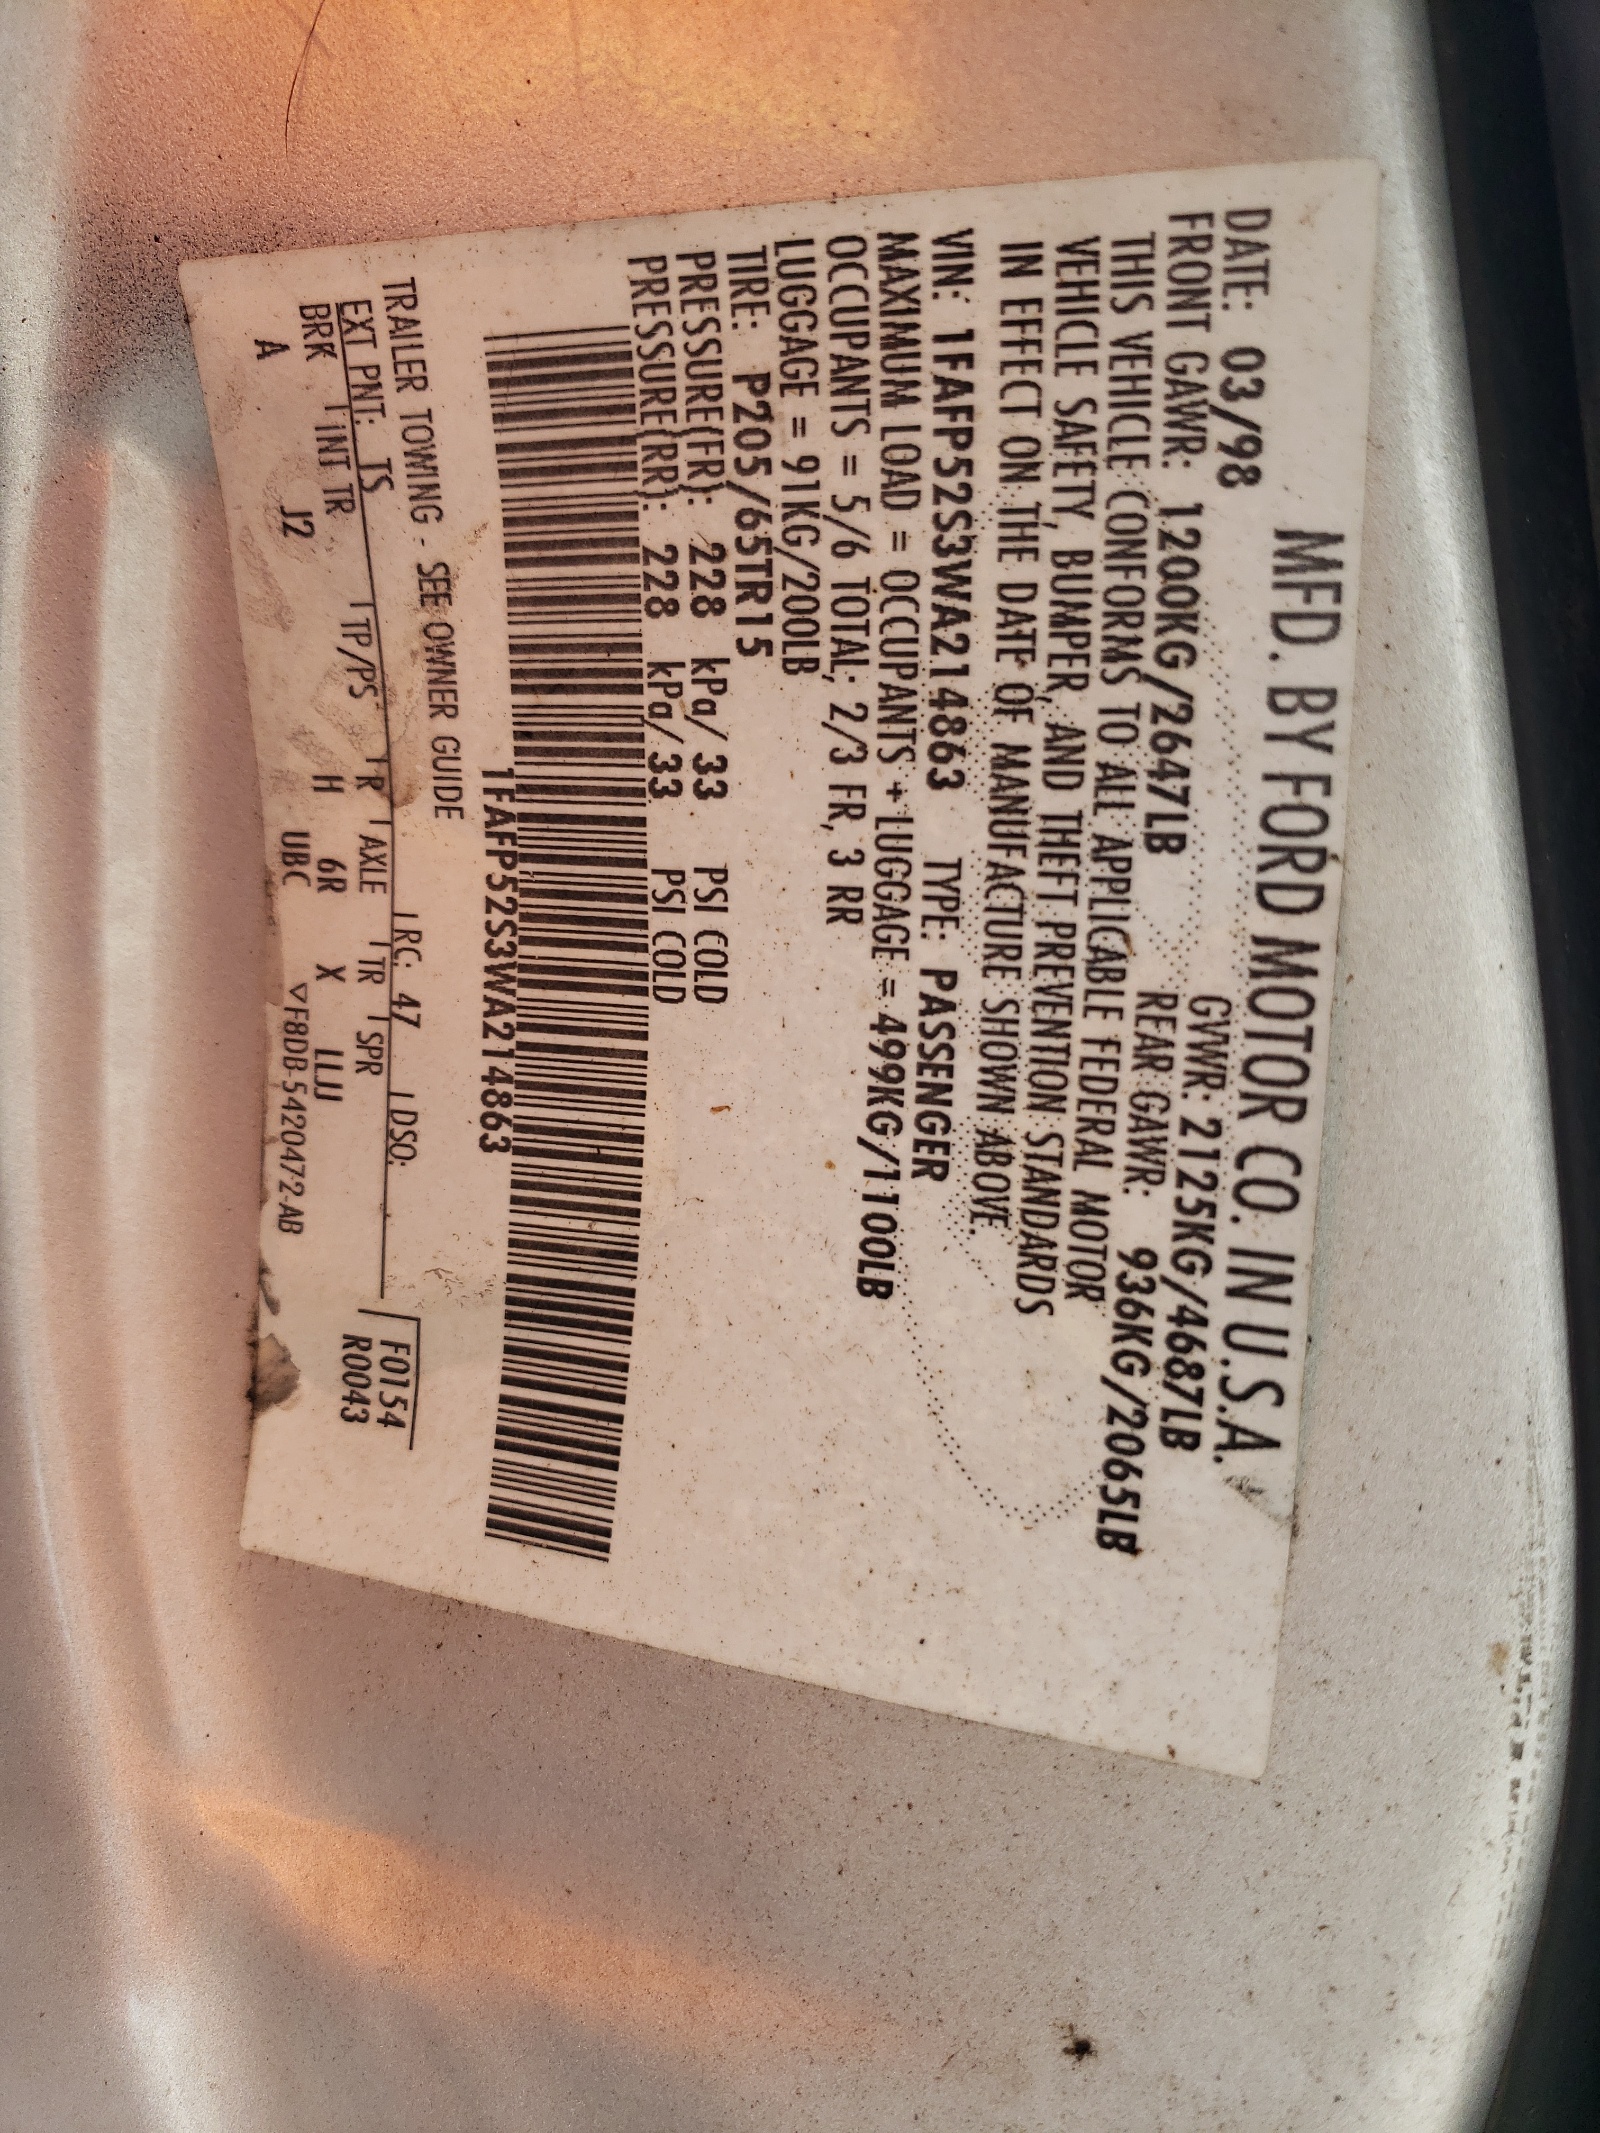 MFD. BY FORD MOTOR CO. IN U.S.A.
DATE: 03/98 GVWR: 2125KG/4687LB
FRONT GAWR: 1200KG/2647LB REAR GAWR: 936KG/2065LB
THIS VEHICLE CONFORMS TO ALL APPLICABLE FEDERAL MOTOR
VEHICLE SAFETY, BUMPER, AND THEFT PREVENTION STANDARDS
IN EFFECT ON THE DATE OF MANUFACTURE SHOWN ABOVE.
VIN: 1FAFP52S3WA214863 TYPE: PASSENGER
MAXIMUM LOAD = OCCUPANTS + LUGGAGE = 499KG/1100LB
OCCUPANTS = 5/6 TOTAL; 2/3 FR, 3 RR
LUGGAGE = 91KG/200LB
TIRE: P205/65TR15
PRESSURE(FR): 228 kPa/ 33 PSI COLD
PRESSURE(RR): 228 kPa/ 33 PSI COLD
1FAFP52S3WA214863
TRAILER TOWING - SEE OWNER GUIDE
F0154
R0043
EXT PNT: TS RC: 47 DSO:
BRK INT TR TP/PS R AXLE TR SPR
A J2 H 6R X ILJJ
UBC ▽F8DB-5420472-AB